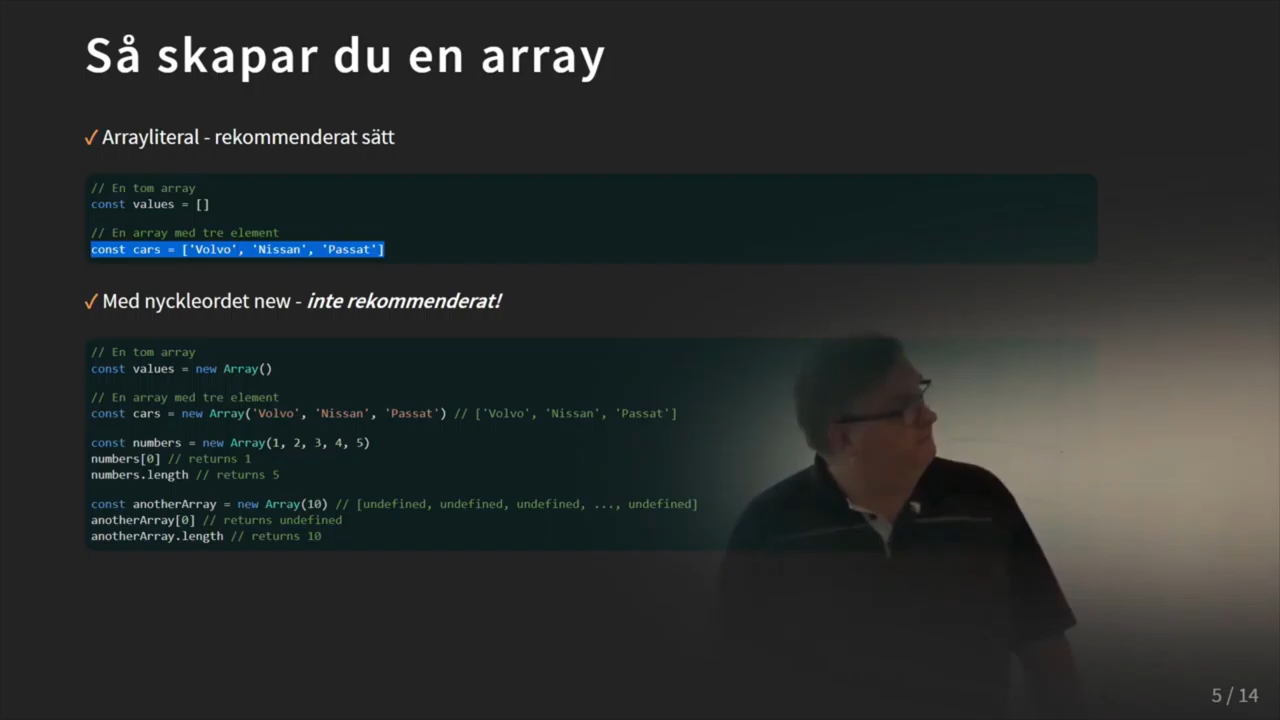 Så skapar du en array
✓ Arrayliteral - rekommenderat sätt
// En tom array
const values = []
// En array med tre element
const cars = ['Volvo', 'Nissan', 'Passat']
✓ Med nyckleordet new - inte rekommenderat!
// En tom array
const values = new Array()
// En array med tre element
const cars = new Array('Volvo', 'Nissan', 'Passat') // ['Volvo', 'Nissan', 'Passat']
const numbers = new Array(1, 2, 3, 4, 5)
numbers[0] // returns 1
numbers.length // returns 5
const anotherArray = new Array(10) // [undefined, undefined, undefined, ..., undefined]
anotherArray[0] // returns undefined
anotherArray.length // returns 10
5 / 14